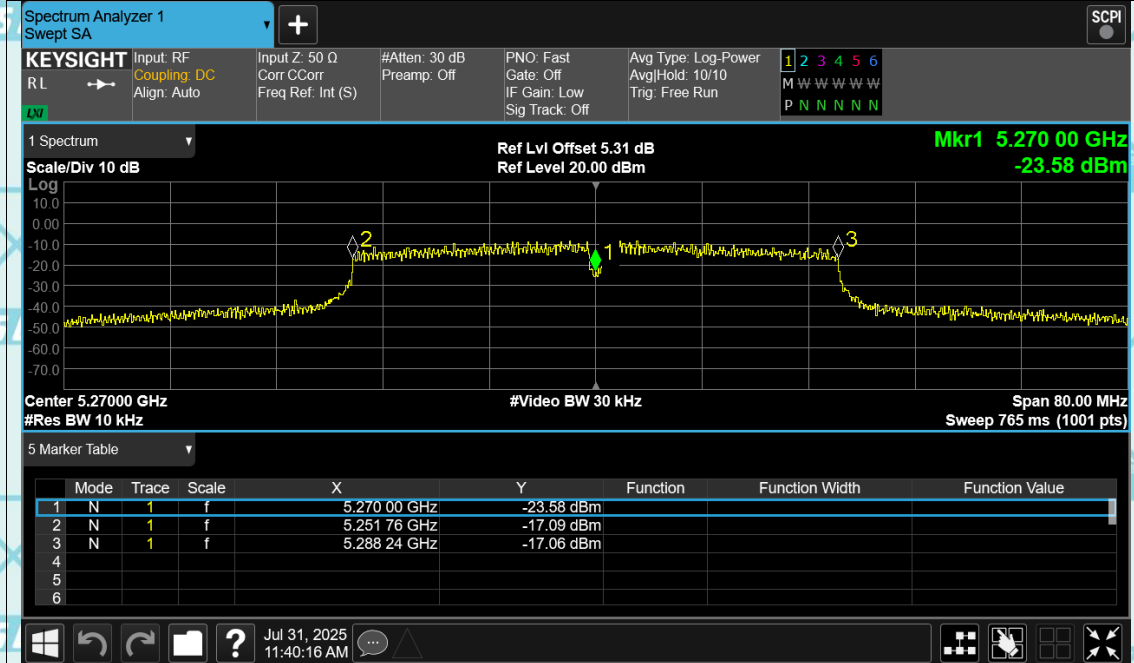 Spectrum Analyzer 1
Swept SA
+
SCPI
KEYSIGHT
RL
LXI
Input: RF
Coupling: DC
Align: Auto
Input Z: 50 Ω
Corr CCorr
Freq Ref: Int (S)
#Atten: 30 dB
Preamp: Off
PNO: Fast
Gate: Off
IF Gain: Low
Sig Track: Off
Avg Type: Log-Power
Avg|Hold: 10/10
Trig: Free Run
1 2 3 4 5 6
M W W W W W
P N N N N N
1 Spectrum
Scale/Div 10 dB
Ref Lvl Offset 5.31 dB
Ref Level 20.00 dBm
Mkr1 5.270 00 GHz
-23.58 dBm
Log
10.0
0.00
-10.0
-20.0
-30.0
-40.0
-50.0
-60.0
-70.0
2
1
3
Center 5.27000 GHz
#Res BW 10 kHz
#Video BW 30 kHz
Span 80.00 MHz
Sweep 765 ms (1001 pts)
5 Marker Table
Mode Trace Scale X Y Function Function Width Function Value
1 N 1 f 5.270 00 GHz -23.58 dBm
2 N 1 f 5.251 76 GHz -17.09 dBm
3 N 1 f 5.288 24 GHz -17.06 dBm
4
5
6
?
Jul 31, 2025
11:40:16 AM